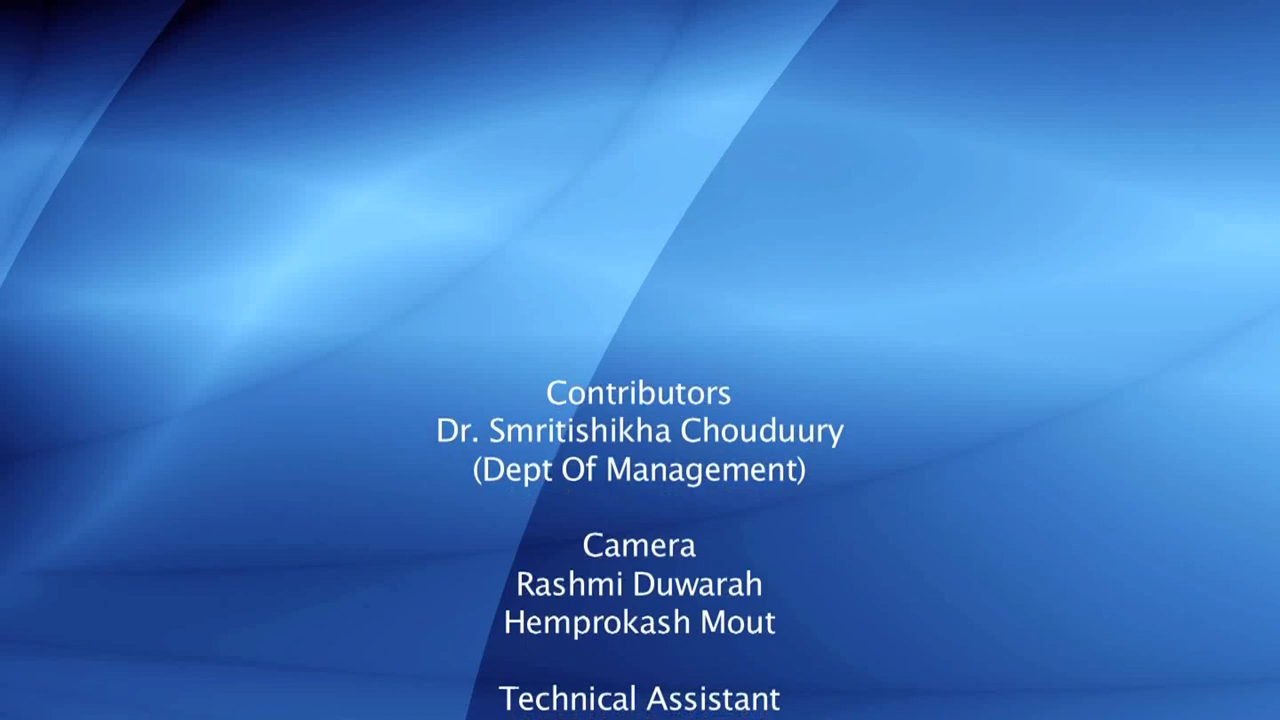 Contributors
Dr. Smritishikha Chouduury
(Dept Of Management)
Camera
Rashmi Duwarah
Hemprokash Mout
Technical Assistant